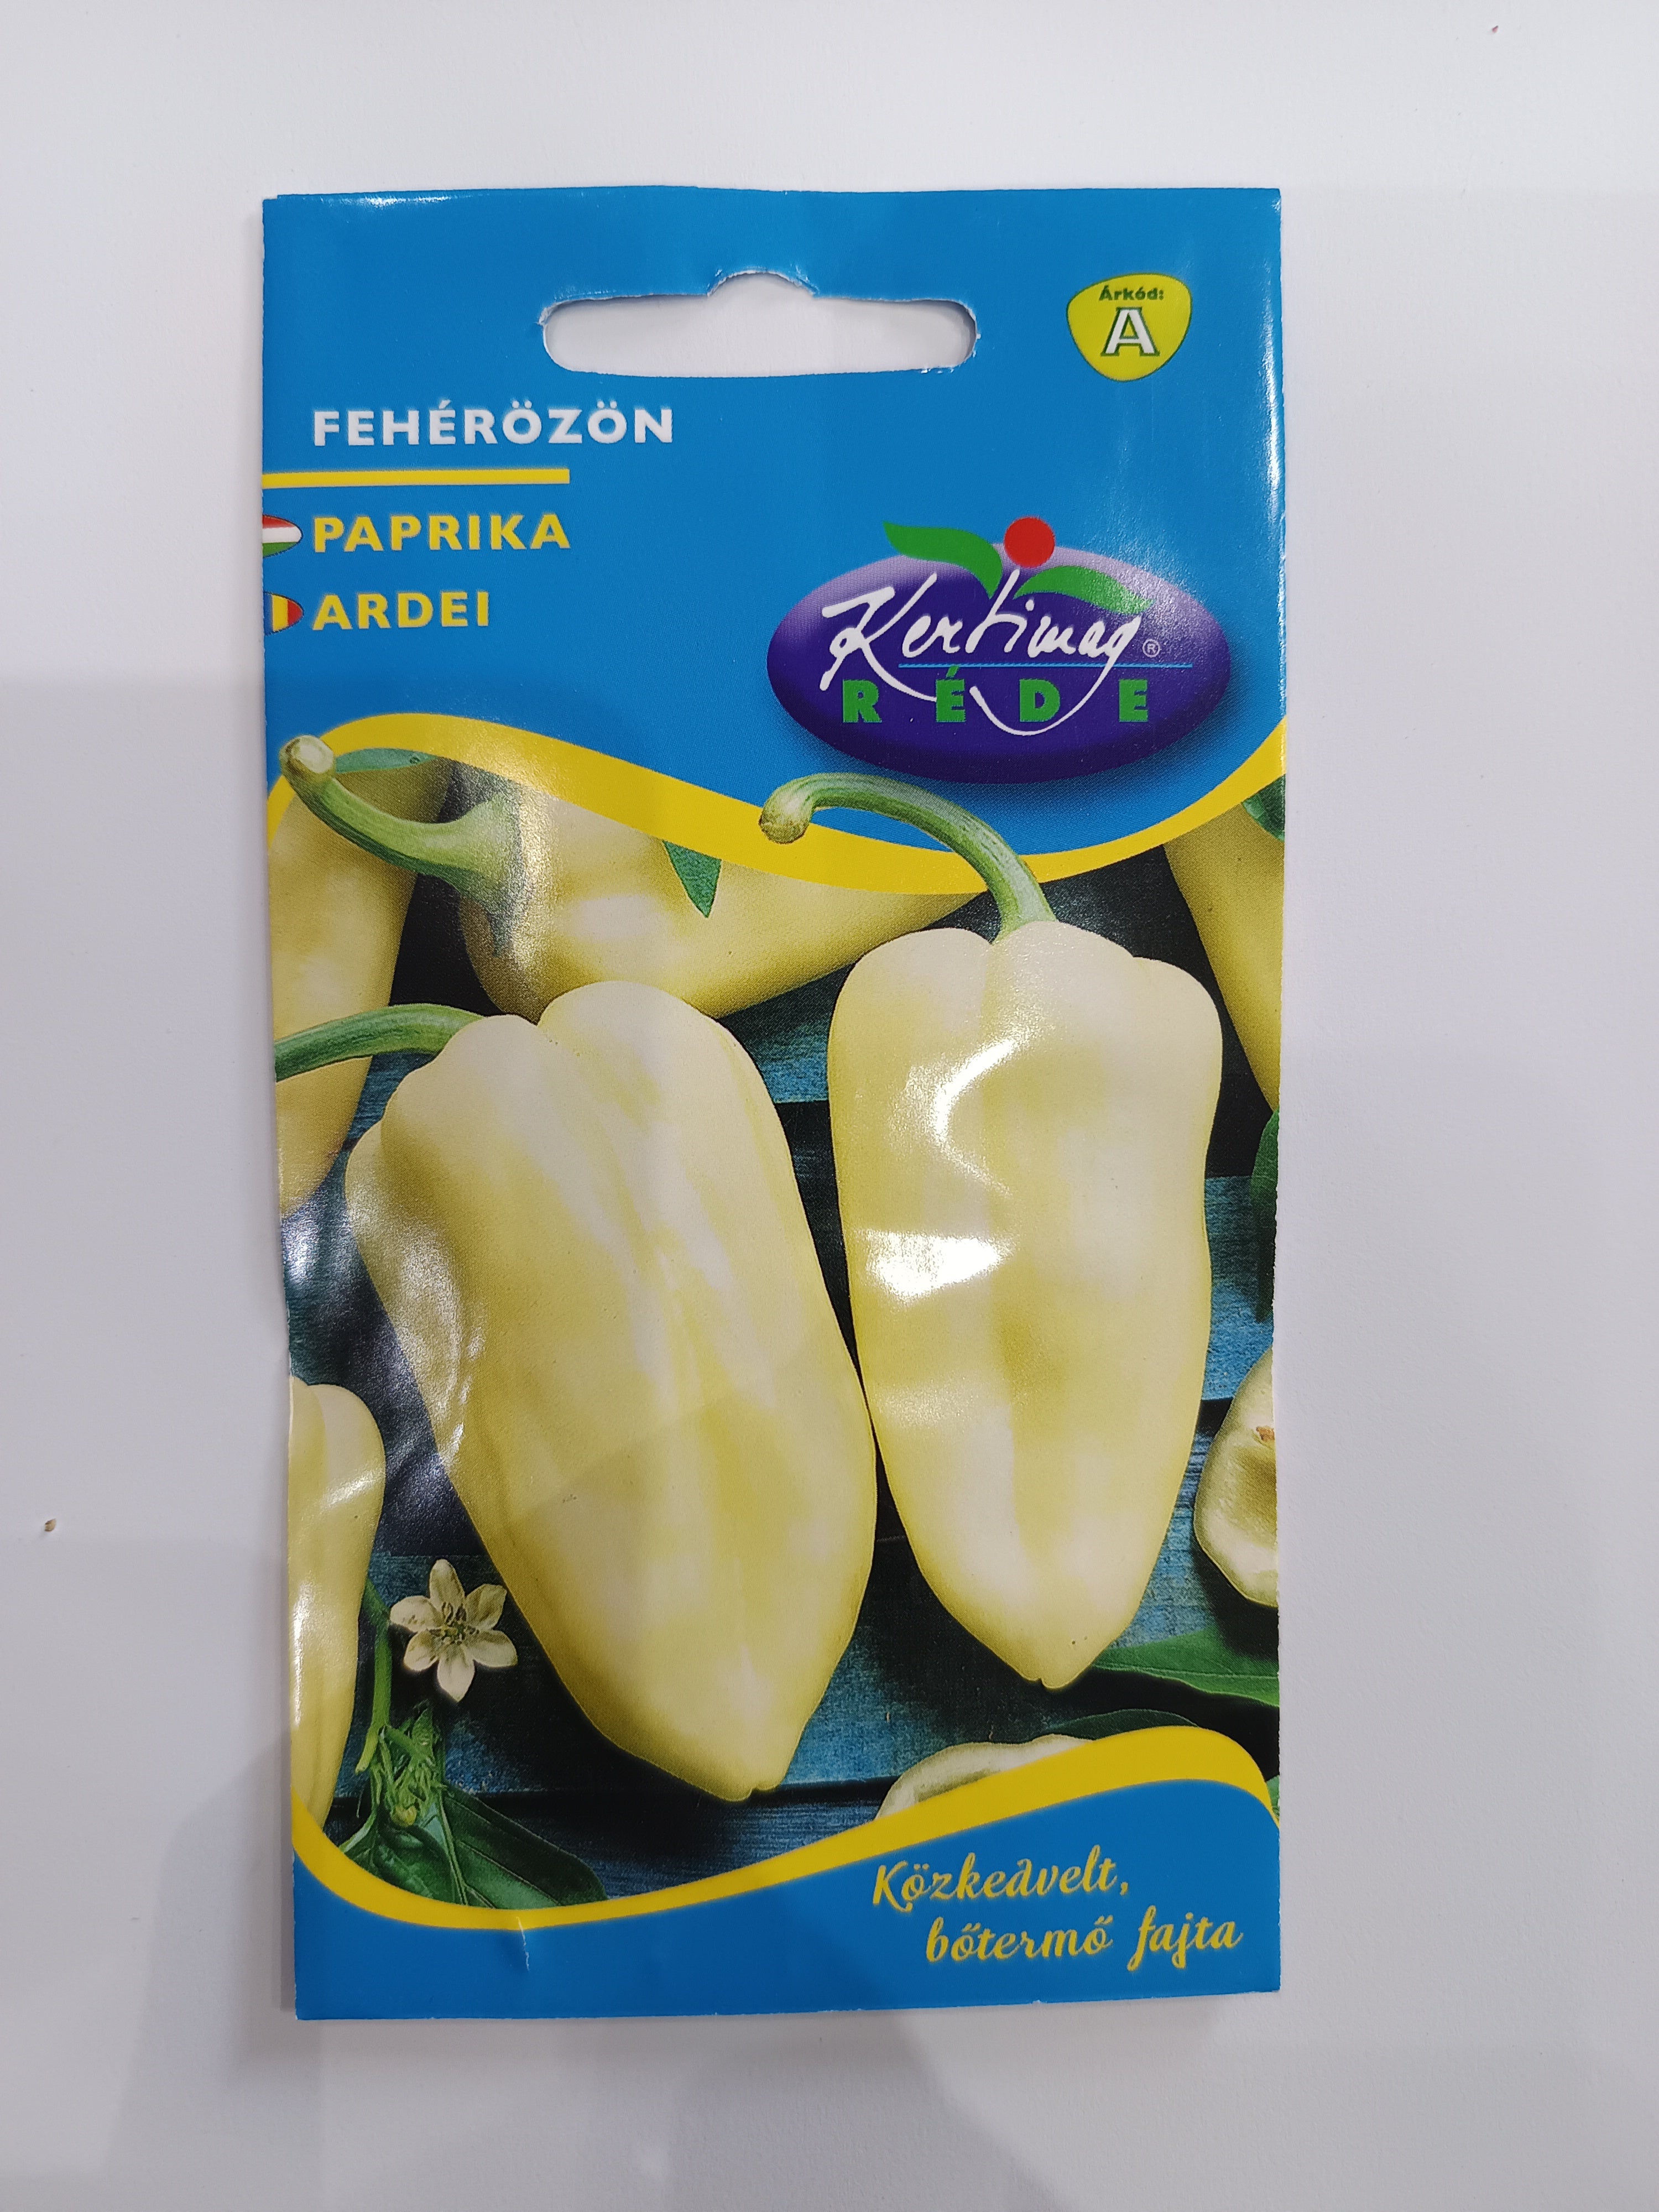 Árkód:
A
FEHÉRÖZÖN
PAPRIKA
ARDEI
Kertimag®
RÉDE
Közkedvelt,
bőtermő fajta